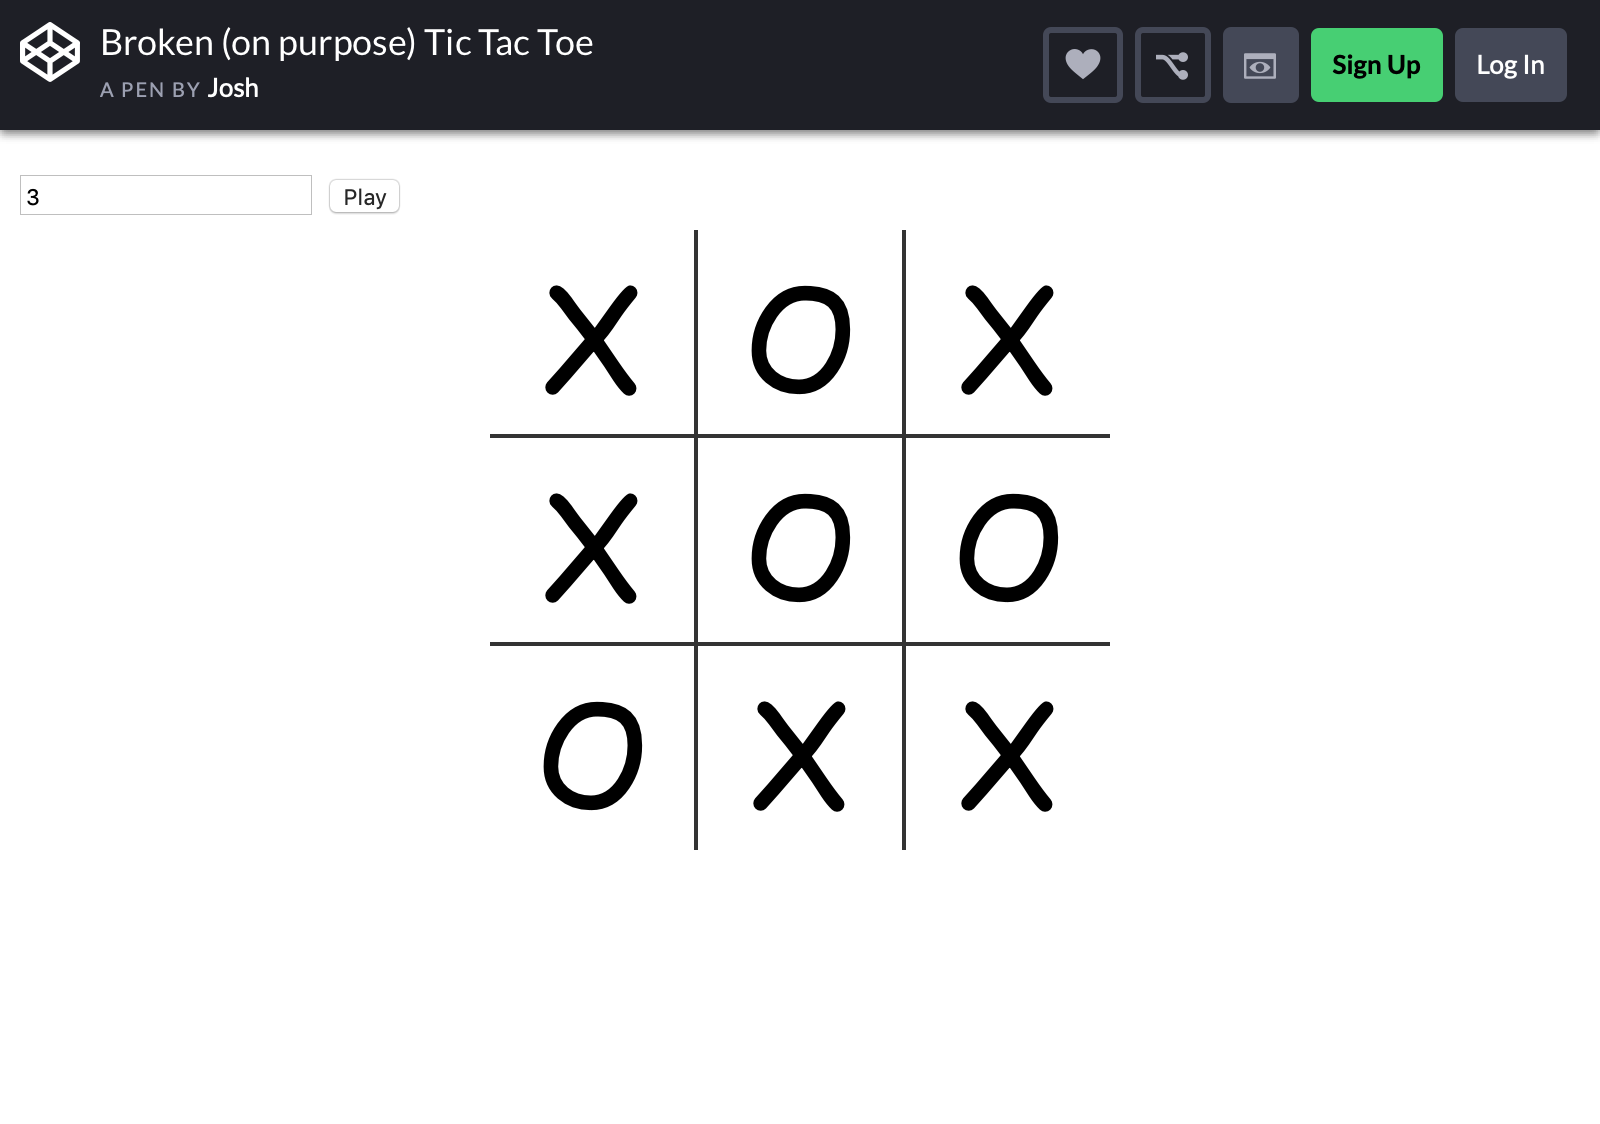 Broken (on purpose) Tic Tac Toe
A PEN BY Josh
Sign Up
Log In
3
Play
X O X
X O O
O X X